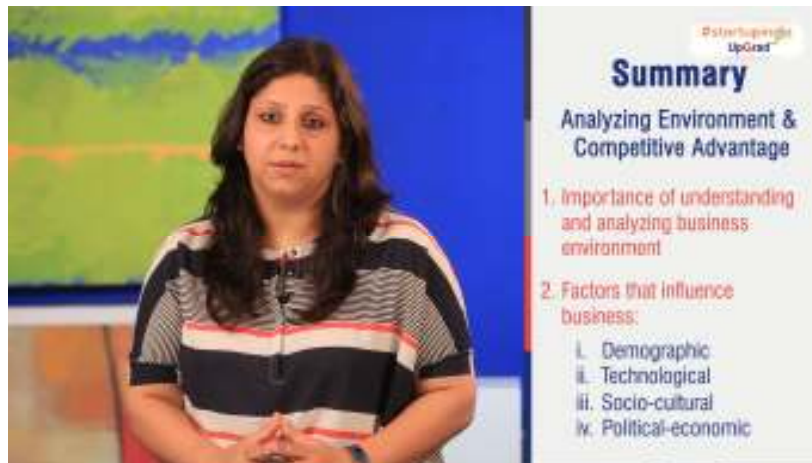 #startupindia
UpGrad
Summary
Analyzing Environment &
Competitive Advantage
1. Importance of understanding
and analyzing business
environment
2. Factors that influence
business:
i. Demographic
ii. Technological
iii. Socio-cultural
iv. Political-economic